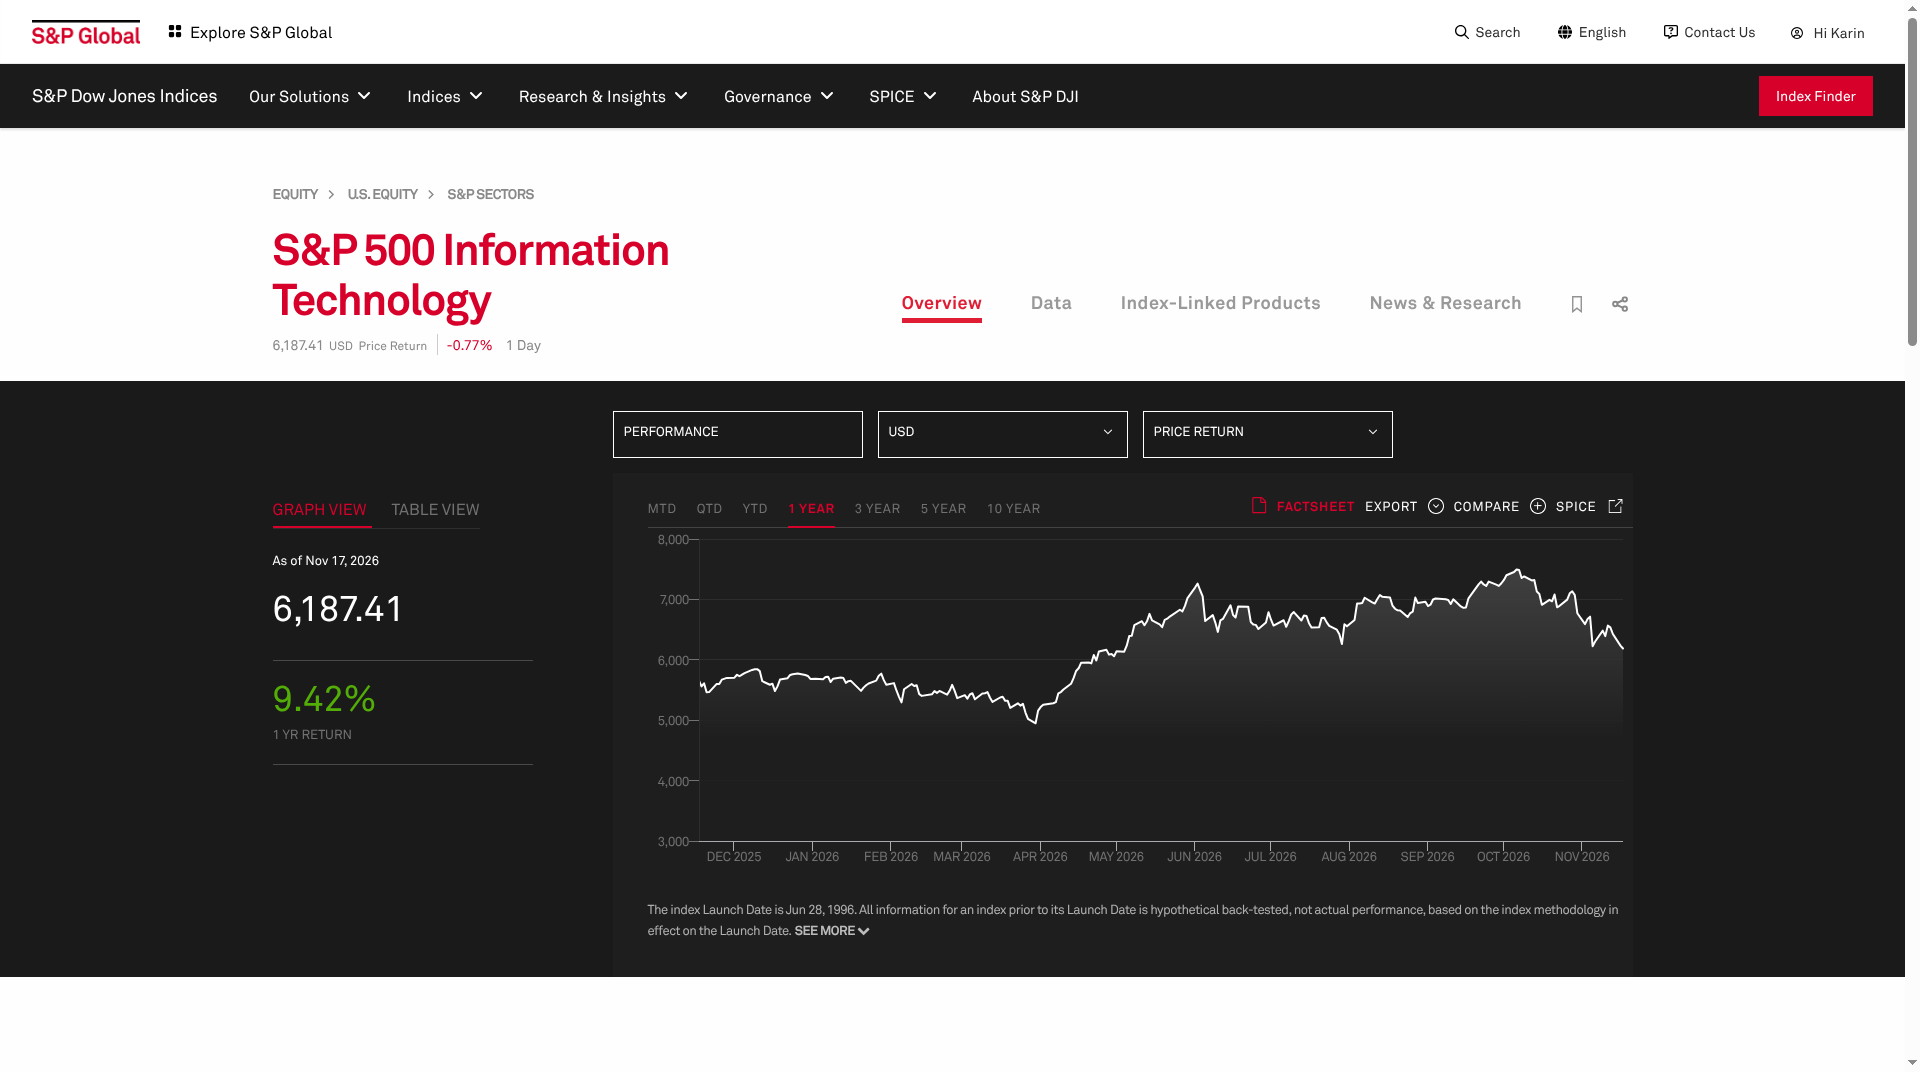 S&P Global
Explore S&P Global
Search
English
Contact Us
Hi Karin
S&P Dow Jones Indices
Our Solutions
Indices
Research & Insights
Governance
SPICE
About S&P DJI
Index Finder
EQUITY > U.S. EQUITY > S&P SECTORS
S&P 500 Information
Technology
6,187.41 USD Price Return
-0.77% 1 Day
Overview
Data
Index-Linked Products
News & Research
PERFORMANCE
USD
PRICE RETURN
GRAPH VIEW
TABLE VIEW
As of Nov 17, 2026
6,187.41
9.42%
1 YR RETURN
MTD
QTD
YTD
1 YEAR
3 YEAR
5 YEAR
10 YEAR
FACTSHEET
EXPORT
COMPARE
SPICE
8,000
7,000
6,000
5,000
4,000
3,000
DEC 2025
JAN 2026
FEB 2026
MAR 2026
APR 2026
MAY 2026
JUN 2026
JUL 2026
AUG 2026
SEP 2026
OCT 2026
NOV 2026
The index Launch Date is Jun 28, 1996. All information for an index prior to its Launch Date is hypothetical back-tested, not actual performance, based on the index methodology in
effect on the Launch Date. SEE MORE